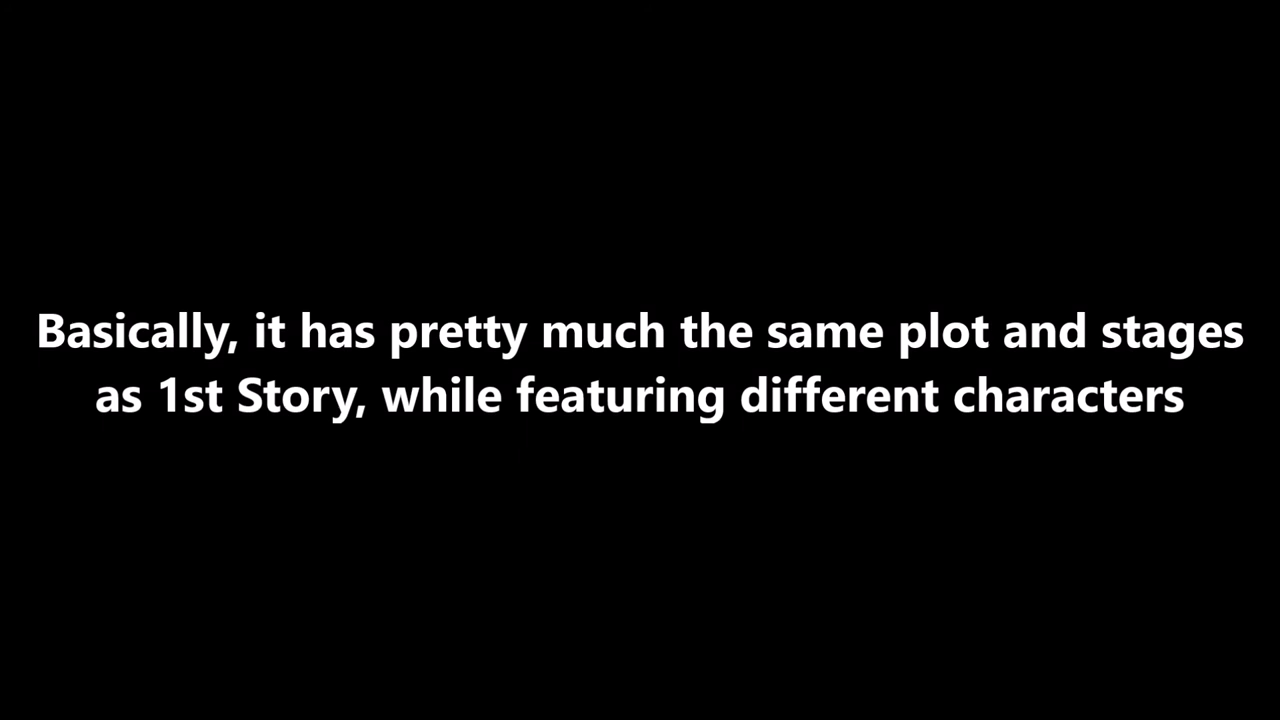 Basically, it has pretty much the same plot and stages
as 1st Story, while featuring different characters